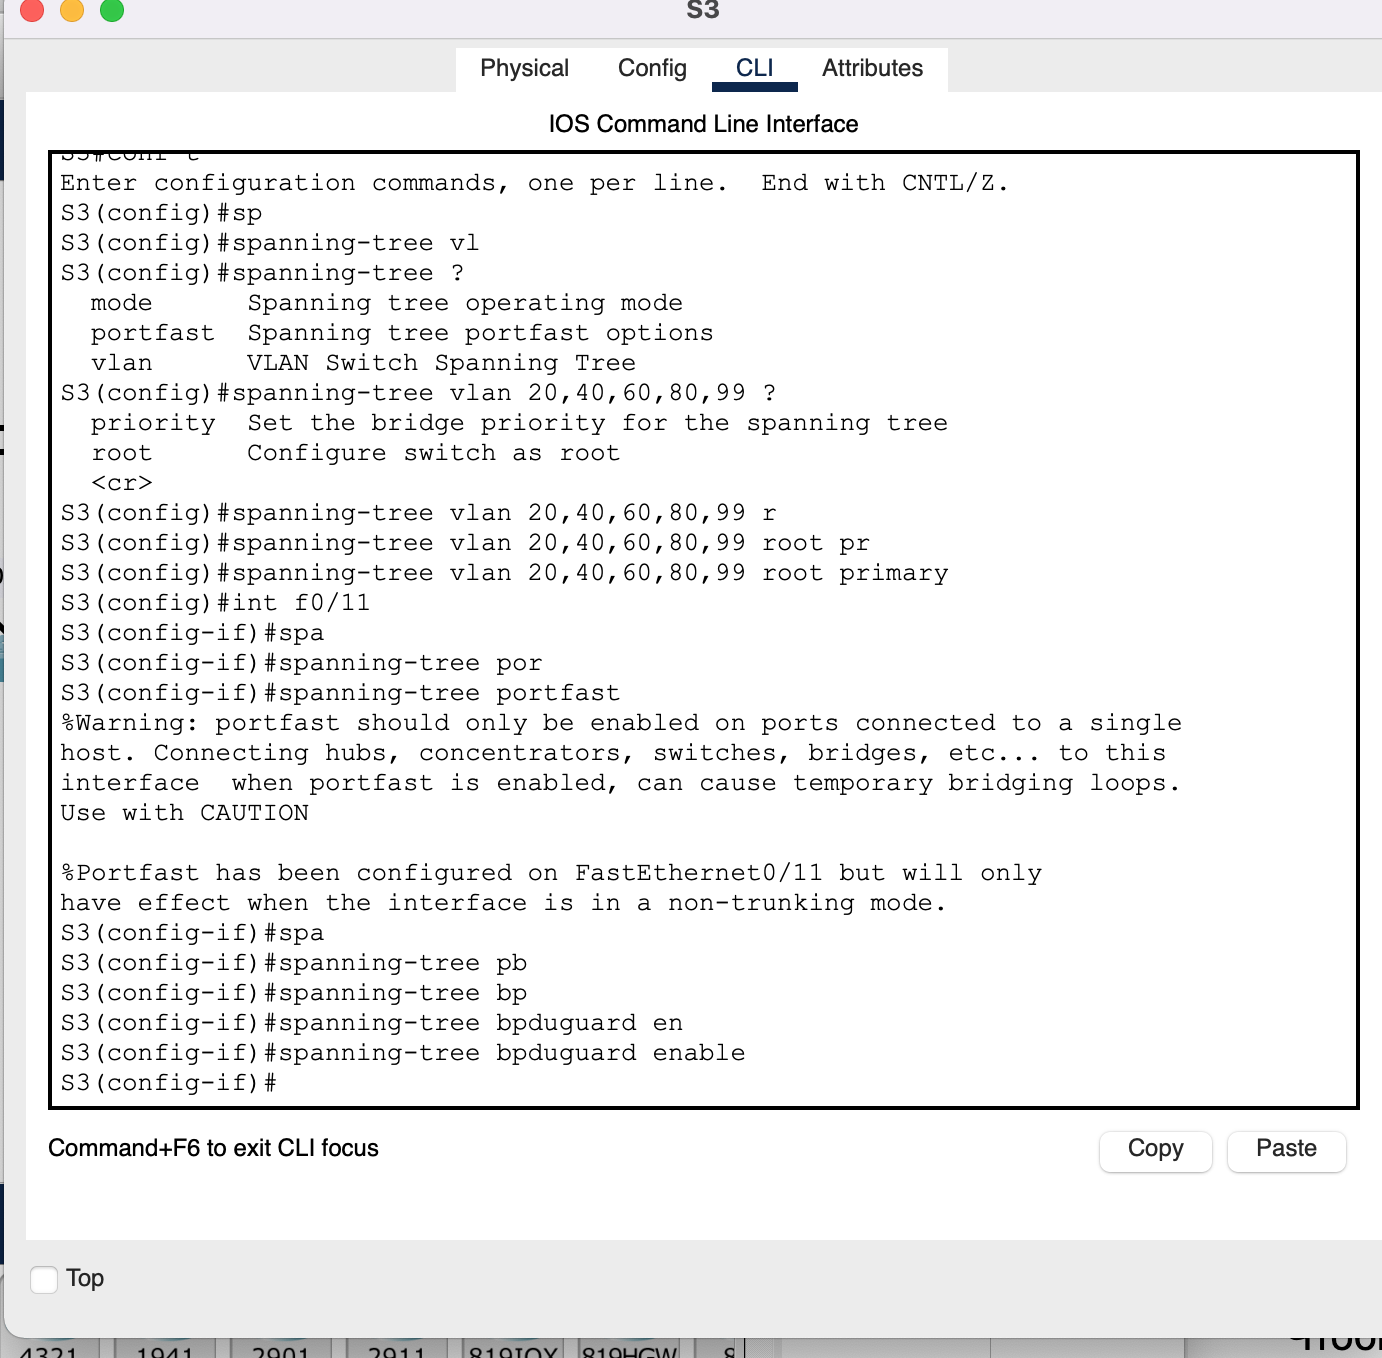 S3
Physical Config CLI Attributes
IOS Command Line Interface
S3#conf t
Enter configuration commands, one per line.  End with CNTL/Z.
S3(config)#sp
S3(config)#spanning-tree vl
S3(config)#spanning-tree ?
  mode      Spanning tree operating mode
  portfast  Spanning tree portfast options
  vlan      VLAN Switch Spanning Tree
S3(config)#spanning-tree vlan 20,40,60,80,99 ?
  priority  Set the bridge priority for the spanning tree
  root      Configure switch as root
  <cr>
S3(config)#spanning-tree vlan 20,40,60,80,99 r
S3(config)#spanning-tree vlan 20,40,60,80,99 root pr
S3(config)#spanning-tree vlan 20,40,60,80,99 root primary
S3(config)#int f0/11
S3(config-if)#spa
S3(config-if)#spanning-tree por
S3(config-if)#spanning-tree portfast
%Warning: portfast should only be enabled on ports connected to a single
host. Connecting hubs, concentrators, switches, bridges, etc... to this
interface  when portfast is enabled, can cause temporary bridging loops.
Use with CAUTION
%Portfast has been configured on FastEthernet0/11 but will only
have effect when the interface is in a non-trunking mode.
S3(config-if)#spa
S3(config-if)#spanning-tree pb
S3(config-if)#spanning-tree bp
S3(config-if)#spanning-tree bpduguard en
S3(config-if)#spanning-tree bpduguard enable
S3(config-if)#
Command+F6 to exit CLI focus
Copy Paste
Top
4321 1941 2901 2911 819IOX 819HGW